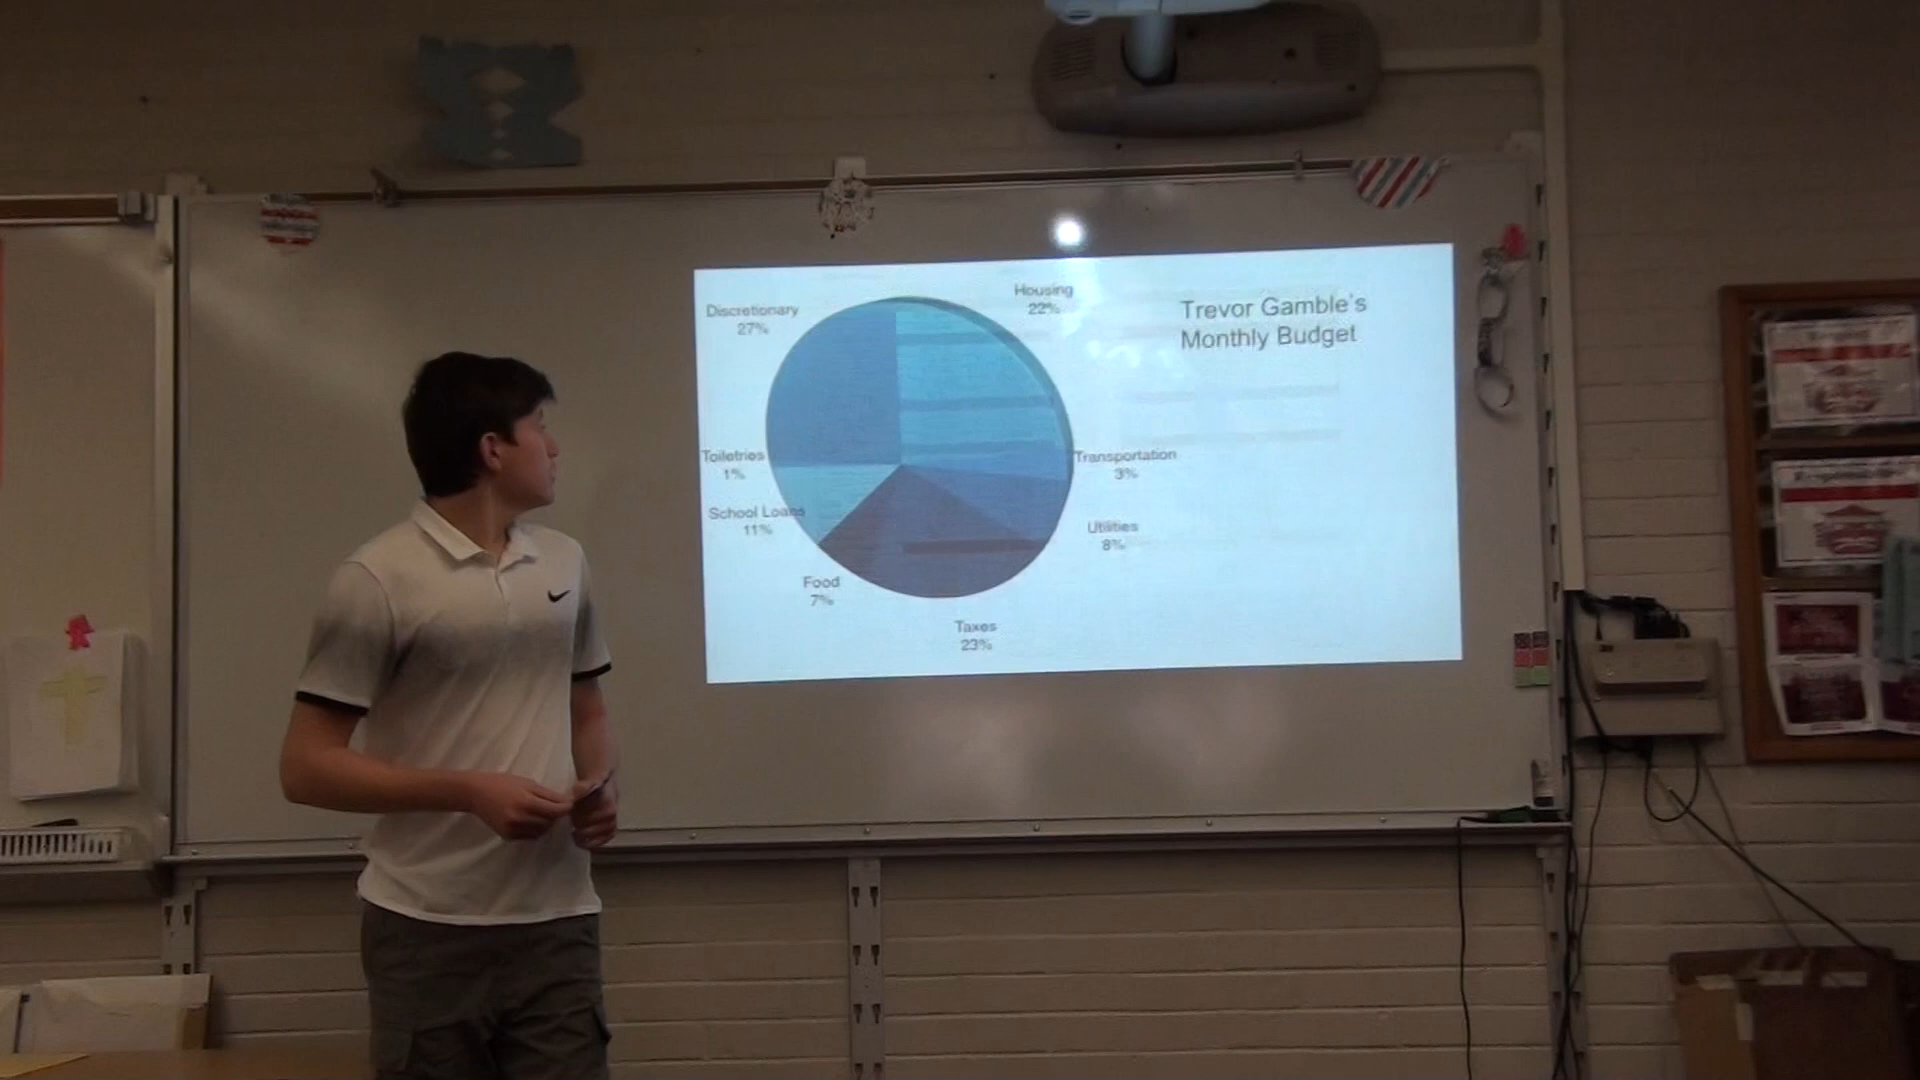 Trevor Gamble's
Monthly Budget
Housing
22%
Transportation
3%
Utilities
8%
Taxes
23%
Food
7%
School Loans
11%
Toiletries
1%
Discretionary
27%